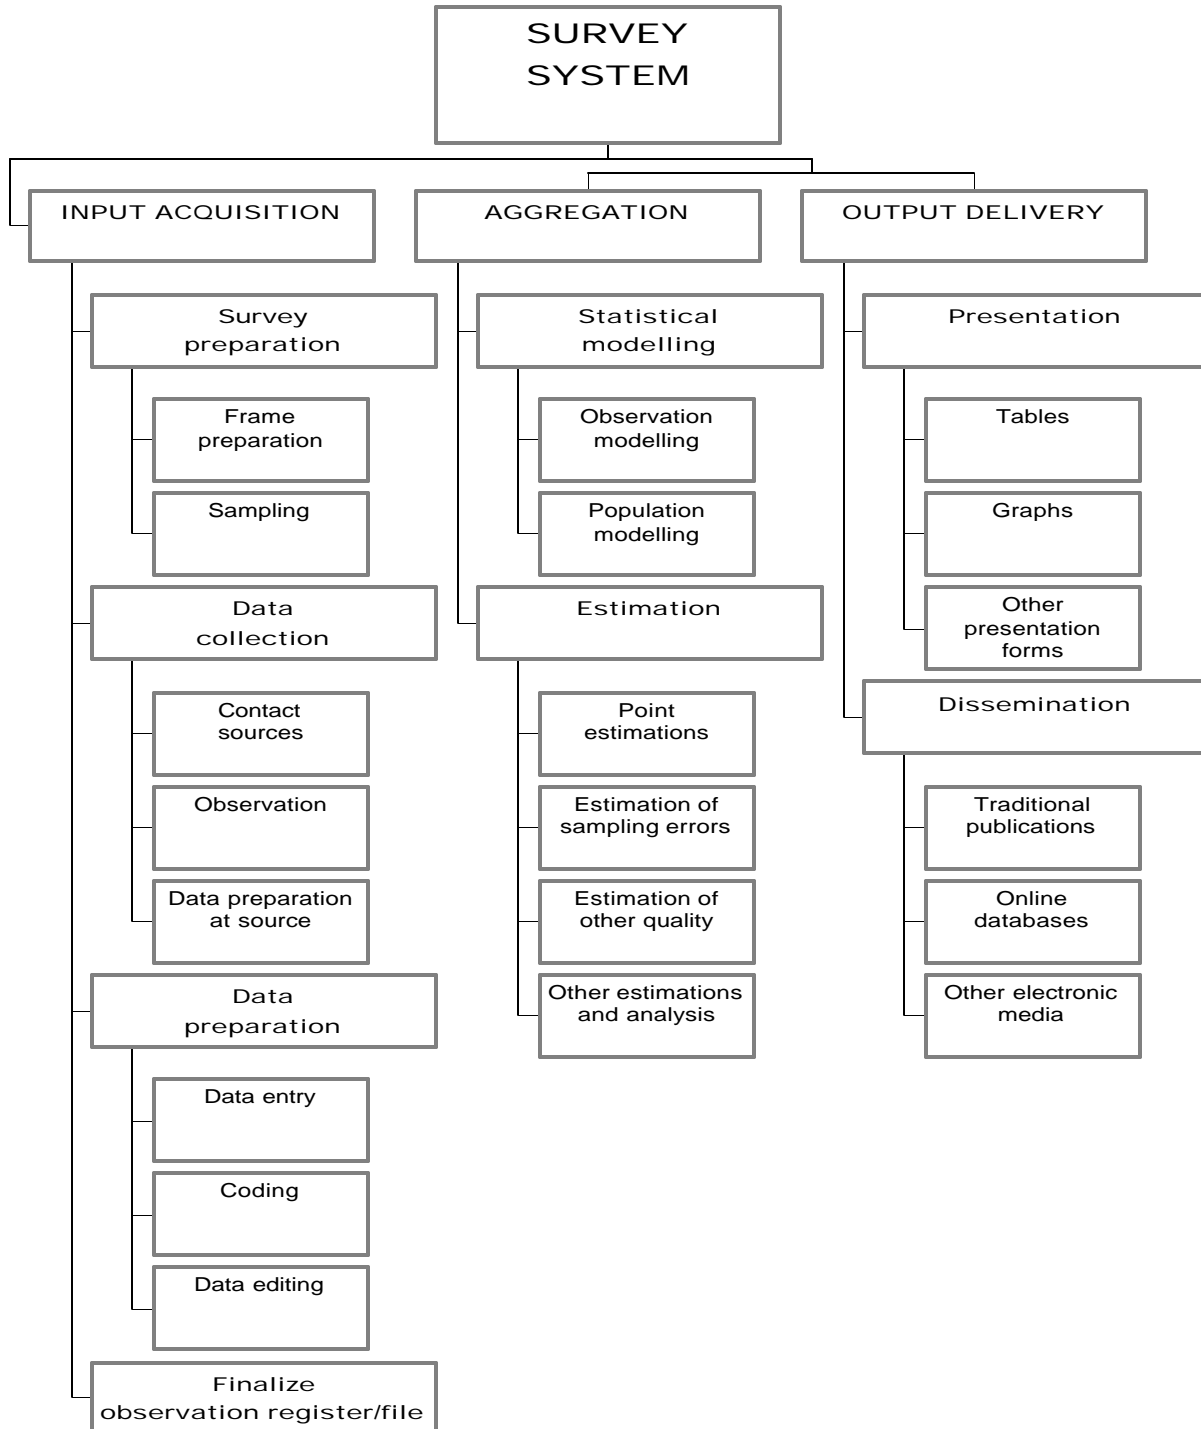 SURVEY
SYSTEM
INPUT ACQUISITION
Survey
preparation
Frame
preparation
Sampling
Data
collection
Contact
sources
Observation
Data preparation
at source
Data
preparation
Data entry
Coding
Data editing
Finalize
observation register/file
AGGREGATION
Statistical
modelling
Observation
modelling
Population
modelling
Estimation
Point
estimations
Estimation of
sampling errors
Estimation of
other quality
Other estimations
and analysis
OUTPUT DELIVERY
Presentation
Tables
Graphs
Other
presentation
forms
Dissemination
Traditional
publications
Online
databases
Other electronic
media